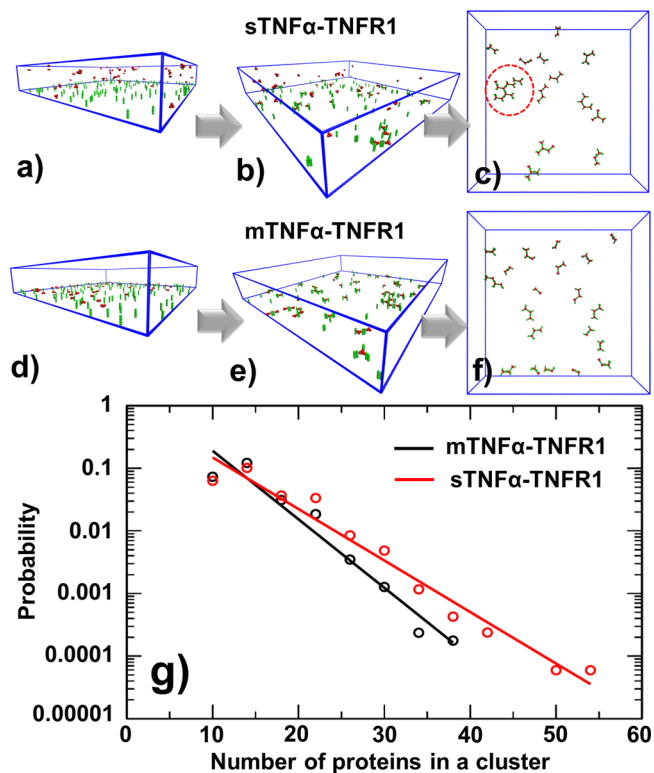 sTNFα-TNFR1
a)
b)
c)
mTNFα-TNFR1
d)
e)
f)
1
0.1
0.01
0.001
0.0001
0.00001
Probability
mTNFα-TNFR1
sTNFα-TNFR1
g)
0 10 20 30 40 50 60
Number of proteins in a cluster